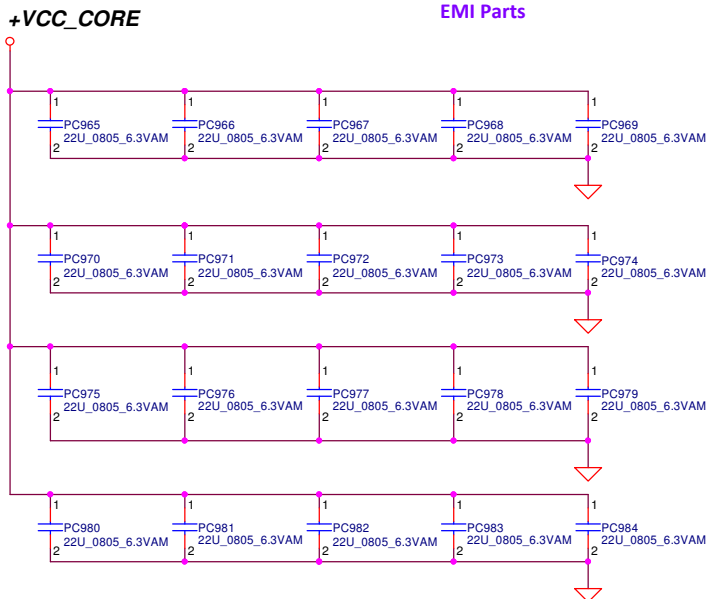 +VCC_CORE
EMI Parts
1 1 1 1 1
PC965 PC966 PC967 PC968 PC969
22U_0805_6.3VAM 22U_0805_6.3VAM 22U_0805_6.3VAM 22U_0805_6.3VAM 22U_0805_6.3VAM
2 2 2 2 2
1 1 1 1 1
PC970 PC971 PC972 PC973 PC974
22U_0805_6.3VAM 22U_0805_6.3VAM 22U_0805_6.3VAM 22U_0805_6.3VAM 22U_0805_6.3VAM
2 2 2 2 2
1 1 1 1 1
PC975 PC976 PC977 PC978 PC979
22U_0805_6.3VAM 22U_0805_6.3VAM 22U_0805_6.3VAM 22U_0805_6.3VAM 22U_0805_6.3VAM
2 2 2 2 2
1 1 1 1 1
PC980 PC981 PC982 PC983 PC984
22U_0805_6.3VAM 22U_0805_6.3VAM 22U_0805_6.3VAM 22U_0805_6.3VAM 22U_0805_6.3VAM
2 2 2 2 2